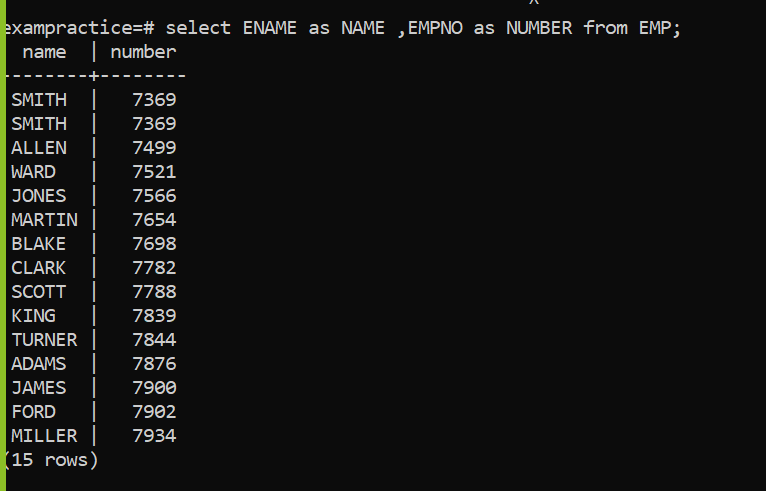 exampractice=# select ENAME as NAME ,EMPNO as NUMBER from EMP;
  name  | number
--------+--------
 SMITH  |   7369
 SMITH  |   7369
 ALLEN  |   7499
 WARD   |   7521
 JONES  |   7566
 MARTIN |   7654
 BLAKE  |   7698
 CLARK  |   7782
 SCOTT  |   7788
 KING   |   7839
 TURNER |   7844
 ADAMS  |   7876
 JAMES  |   7900
 FORD   |   7902
 MILLER |   7934
(15 rows)